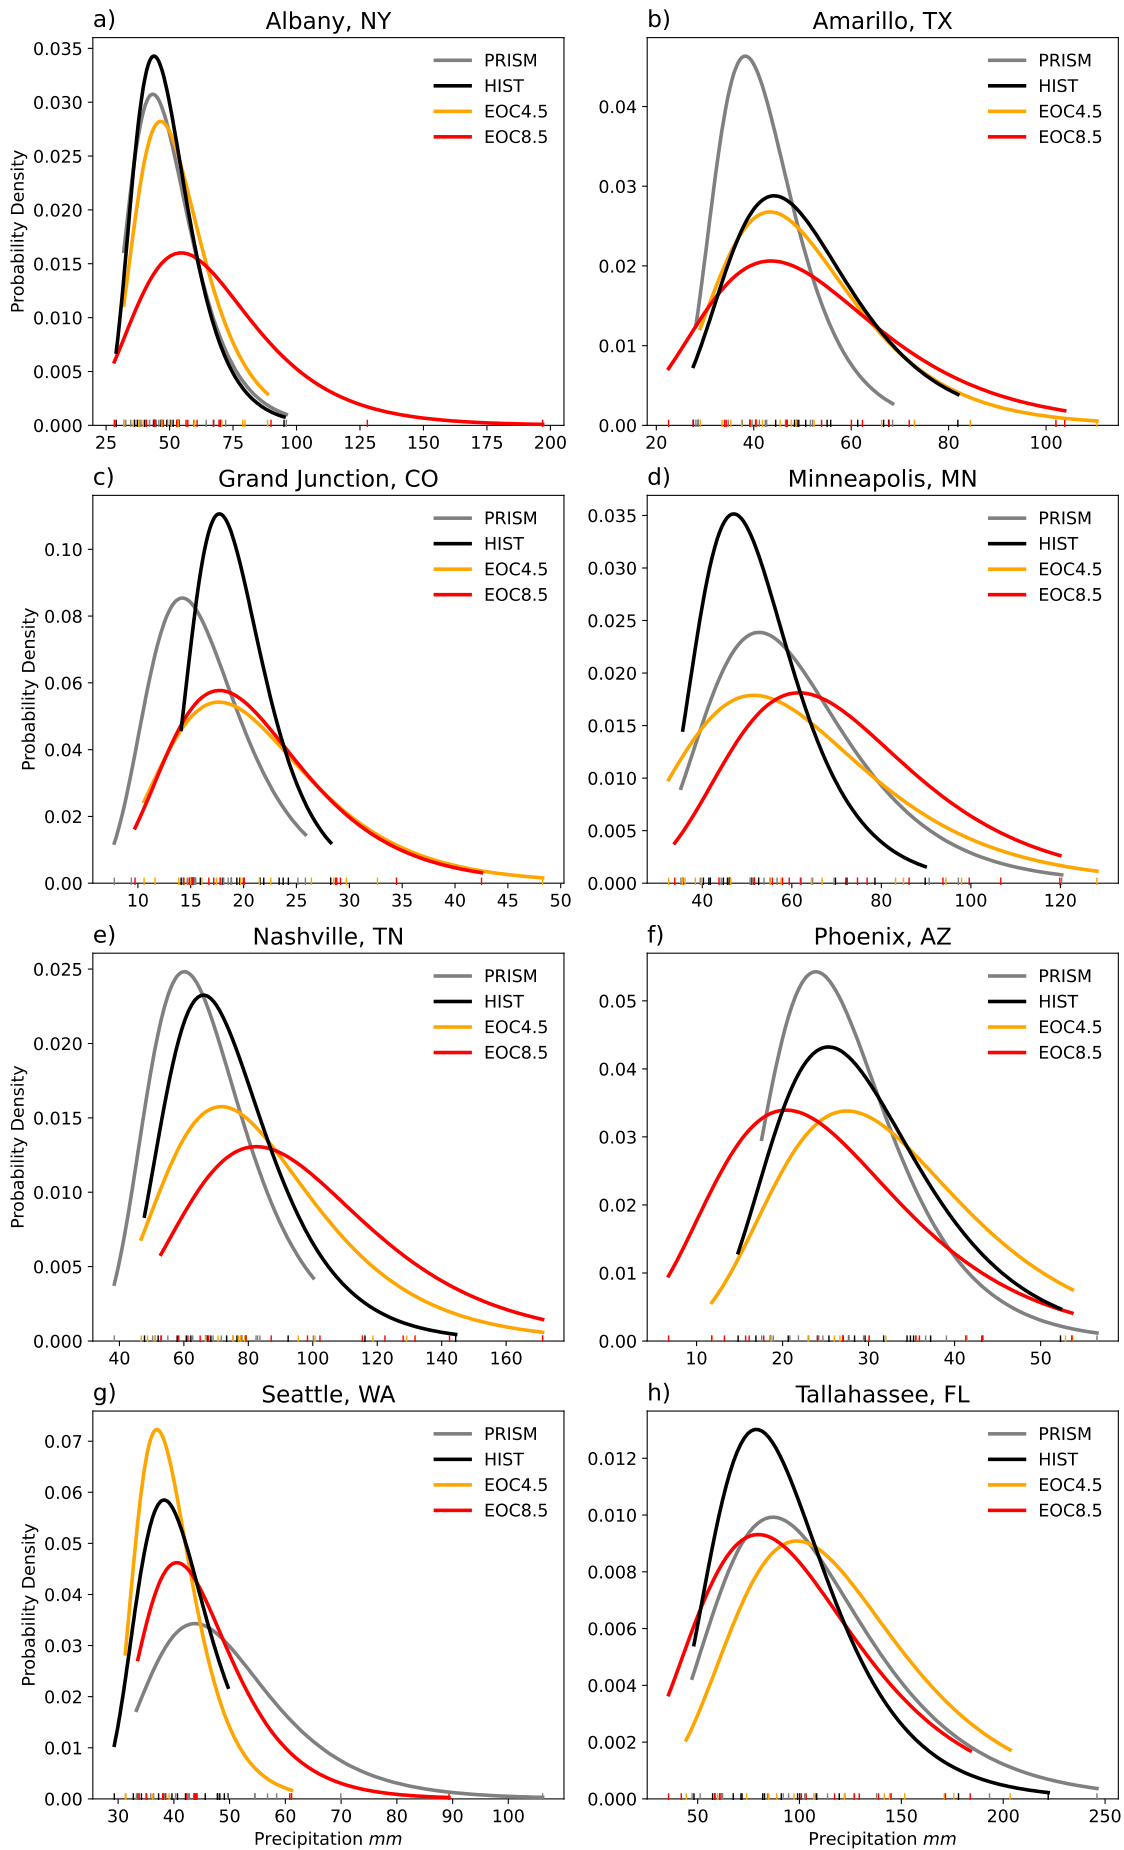 a) Albany, NY
0.035
0.030
0.025
0.020
0.015
0.010
0.005
0.000
Probability Density
PRISM
HIST
EOC4.5
EOC8.5
25 50 75 100 125 150 175 200
b) Amarillo, TX
0.04
0.03
0.02
0.01
0.00
PRISM
HIST
EOC4.5
EOC8.5
20 40 60 80 100
c) Grand Junction, CO
0.10
0.08
0.06
0.04
0.02
0.00
Probability Density
PRISM
HIST
EOC4.5
EOC8.5
10 15 20 25 30 35 40 45 50
d) Minneapolis, MN
0.035
0.030
0.025
0.020
0.015
0.010
0.005
0.000
PRISM
HIST
EOC4.5
EOC8.5
40 60 80 100 120
e) Nashville, TN
0.025
0.020
0.015
0.010
0.005
0.000
Probability Density
PRISM
HIST
EOC4.5
EOC8.5
40 60 80 100 120 140 160
f) Phoenix, AZ
0.05
0.04
0.03
0.02
0.01
0.00
PRISM
HIST
EOC4.5
EOC8.5
10 20 30 40 50
g) Seattle, WA
0.07
0.06
0.05
0.04
0.03
0.02
0.01
0.00
Probability Density
PRISM
HIST
EOC4.5
EOC8.5
30 40 50 60 70 80 90 100
Precipitation mm
h) Tallahassee, FL
0.012
0.010
0.008
0.006
0.004
0.002
0.000
PRISM
HIST
EOC4.5
EOC8.5
50 100 150 200 250
Precipitation mm